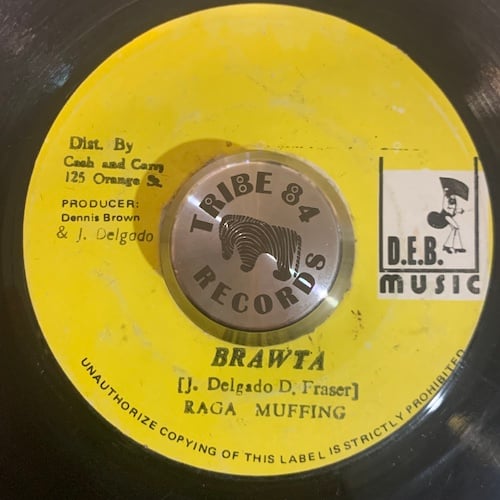 Dist. By
Cash and Carry
125 Orange St.
PRODUCER:
Dennis Brown
& J. Delgado
TRIBE 84
RECORDS
D.E.B.
MUSIC
BRAWTA
[J. Delgado D. Fraser]
RAGA MUFFING
UNAUTHORIZE COPYING OF THIS LABEL IS STRICTLY PROHIBITED